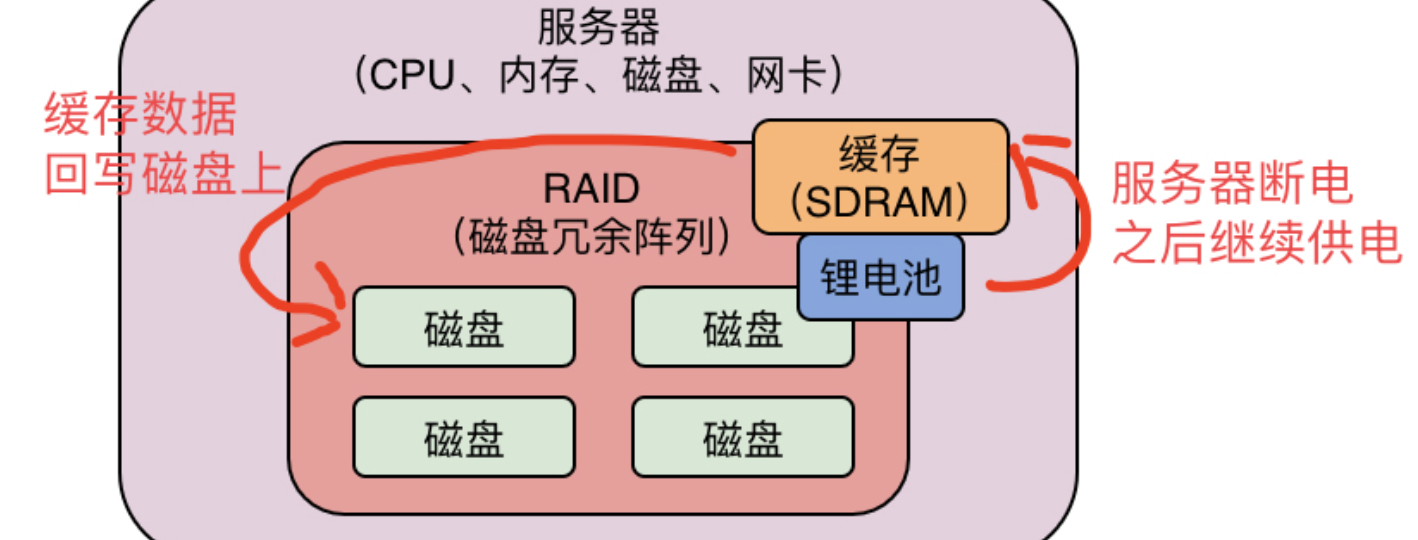 服务器
（CPU、内存、磁盘、网卡）
缓存数据
回写磁盘上
缓存
（SDRAM）
RAID
（磁盘冗余阵列）
锂电池
服务器断电
之后继续供电
磁盘
磁盘
磁盘
磁盘